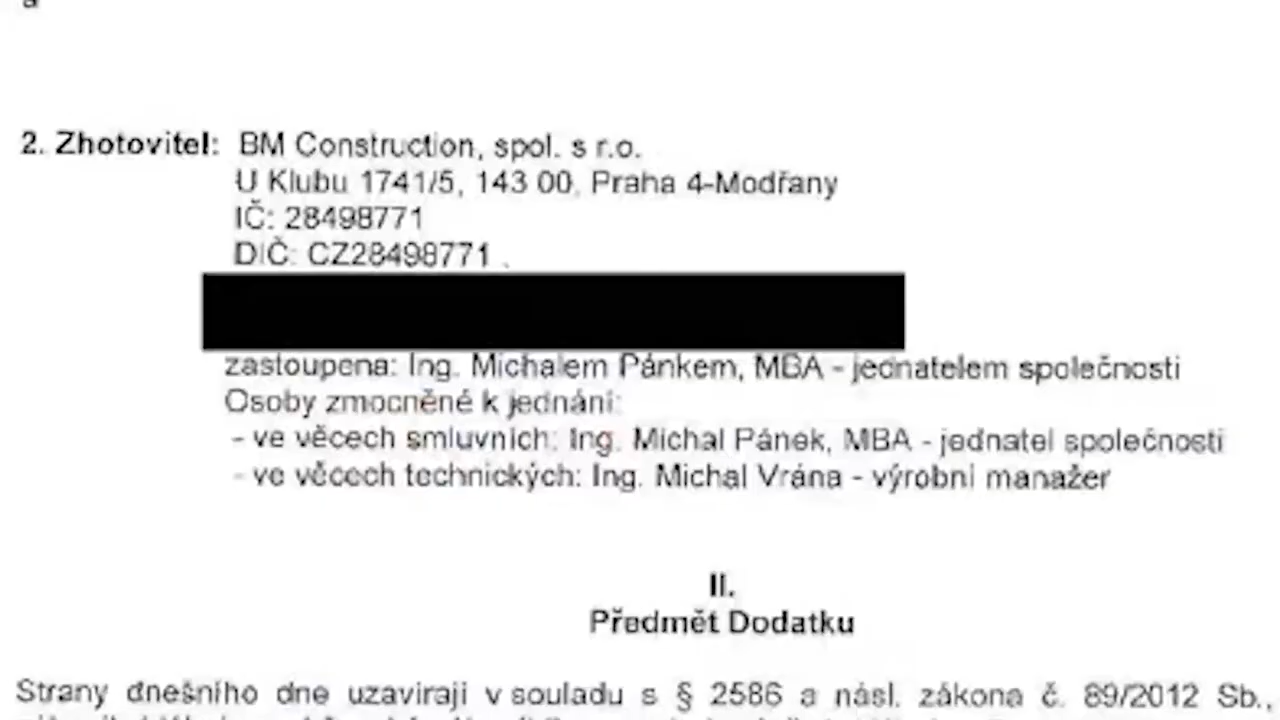 a
2. Zhotovitel: BM Construction, spol. s r.o.
U Klubu 1741/5, 143 00, Praha 4-Modřany
IČ: 28498771
DIČ: CZ28498771
zastoupena: Ing. Michalem Pánkem, MBA - jednatelem společnosti
Osoby zmocněné k jednání:
- ve věcech smluvních: Ing. Michal Pánek, MBA - jednatel společnosti
- ve věcech technických: Ing. Michal Vrána - výrobní manažer
II.
Předmět Dodatku
Strany dnešního dne uzavírají v souladu s § 2586 a násl. zákona č. 89/2012 Sb.,